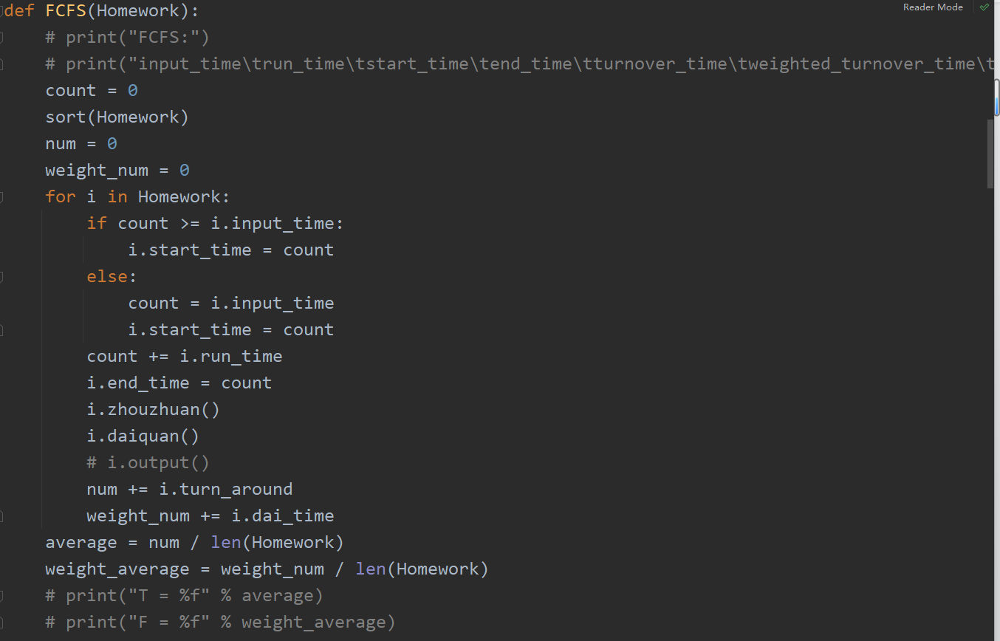 Reader Mode
def FCFS(Homework):
    # print("FCFS:")
    # print("input_time\trun_time\tstart_time\tend_time\tturnover_time\tweighted_turnover_time\t
    count = 0
    sort(Homework)
    num = 0
    weight_num = 0
    for i in Homework:
        if count >= i.input_time:
            i.start_time = count
        else:
            count = i.input_time
            i.start_time = count
        count += i.run_time
        i.end_time = count
        i.zhouzhuan()
        i.daiquan()
        # i.output()
        num += i.turn_around
        weight_num += i.dai_time
    average = num / len(Homework)
    weight_average = weight_num / len(Homework)
    # print("T = %f" % average)
    # print("F = %f" % weight_average)